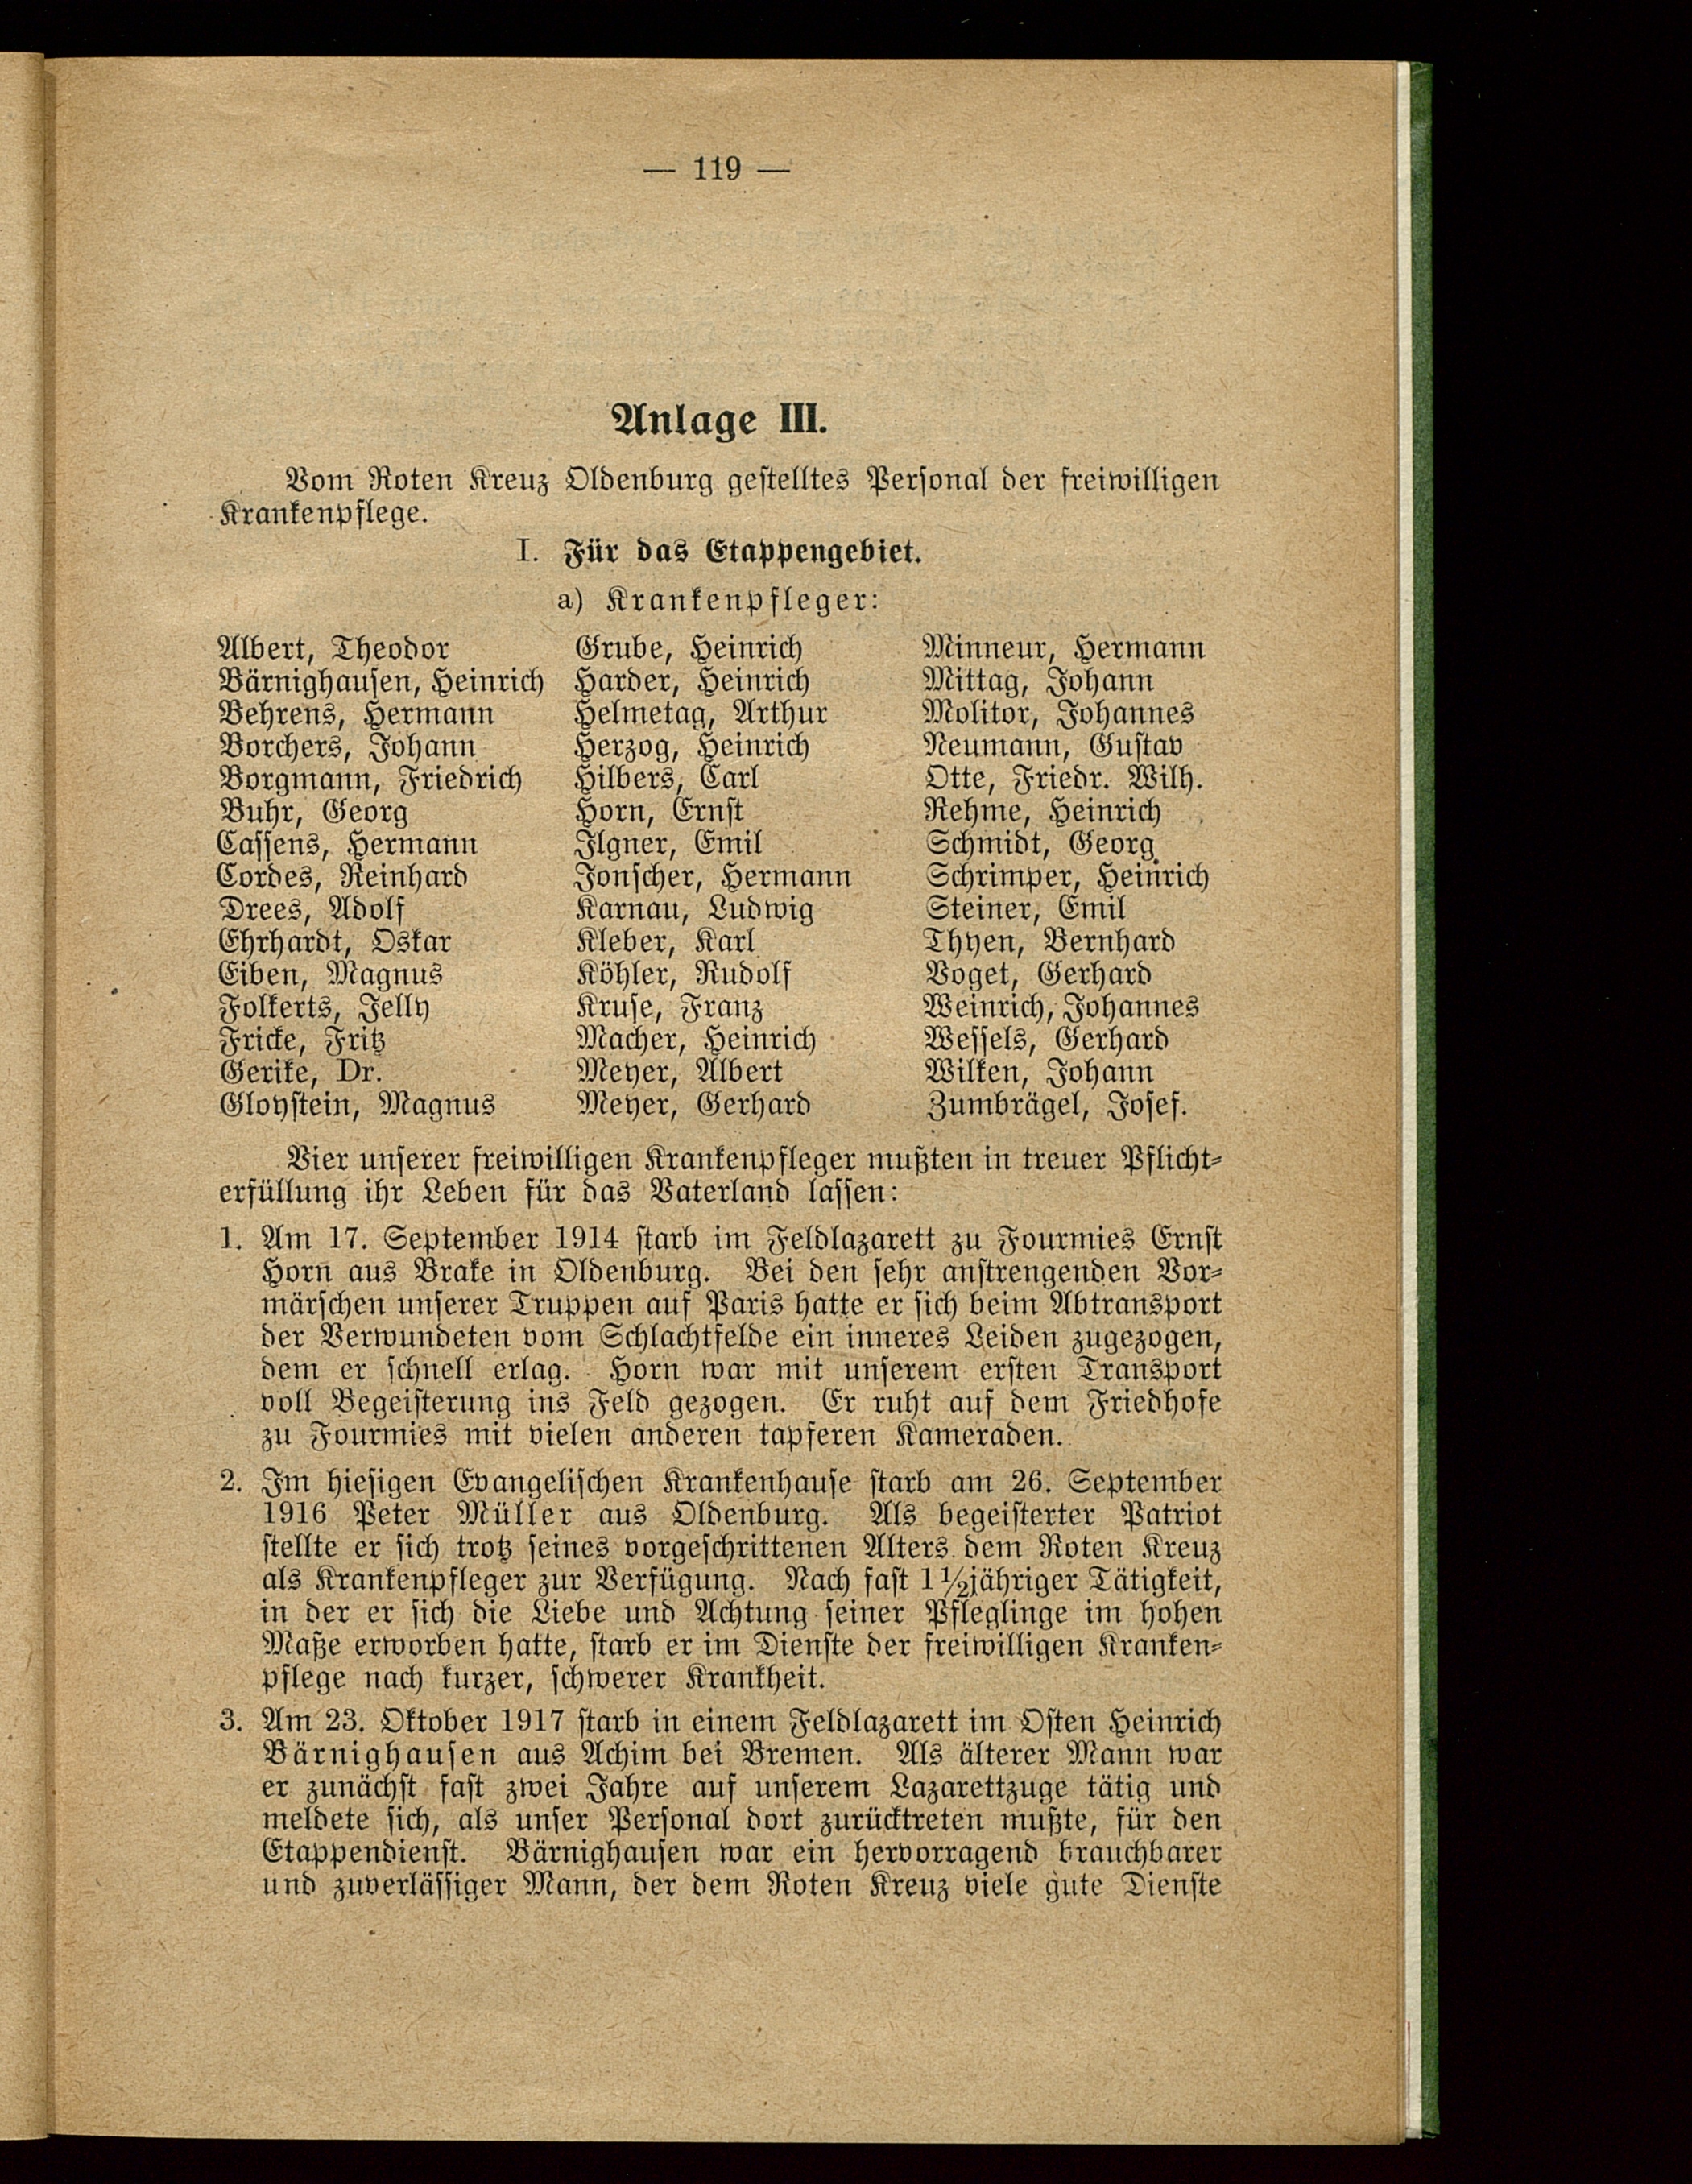 — 119 —
Anlage III.
Vom Roten Kreuz Oldenburg gestelltes Personal der freiwilligen
Krankenpflege.
I. Für das Etappengebiet.
a) Krankenpfleger:
Albert, Theodor
Bärnighausen, Heinrich
Behrens, Hermann
Borchers, Johann
Borgmann, Friedrich
Buhr, Georg
Cassens, Hermann
Cordes, Reinhard
Drees, Adolf
Ehrhardt, Oskar
Eiben, Magnus
Folkerts, Jelly
Fricke, Fritz
Gerike, Dr.
Gloystein, Magnus
Grube, Heinrich
Harder, Heinrich
Helmetag, Arthur
Herzog, Heinrich
Hilbers, Carl
Horn, Ernst
Ilgner, Emil
Jonscher, Hermann
Karnau, Ludwig
Kleber, Karl
Köhler, Rudolf
Kruse, Franz
Macher, Heinrich
Meyer, Albert
Meyer, Gerhard
Minneur, Hermann
Mittag, Johann
Molitor, Johannes
Neumann, Gustav
Otte, Friedr. Wilh.
Rehme, Heinrich
Schmidt, Georg
Schrimper, Heinrich
Steiner, Emil
Thyen, Bernhard
Voget, Gerhard
Weinrich, Johannes
Wessels, Gerhard
Wilken, Johann
Zumbrägel, Josef.
Vier unserer freiwilligen Krankenpfleger mußten in treuer Pflicht-
erfüllung ihr Leben für das Vaterland lassen:
1. Am 17. September 1914 starb im Feldlazarett zu Fourmies Ernst
Horn aus Brake in Oldenburg. Bei den sehr anstrengenden Vor-
märschen unserer Truppen auf Paris hatte er sich beim Abtransport
der Verwundeten vom Schlachtfelde ein inneres Leiden zugezogen,
dem er schnell erlag. Horn war mit unserem ersten Transport
voll Begeisterung ins Feld gezogen. Er ruht auf dem Friedhofe
zu Fourmies mit vielen anderen tapferen Kameraden.
2. Im hiesigen Evangelischen Krankenhause starb am 26. September
1916 Peter Müller aus Oldenburg. Als begeisterter Patriot
stellte er sich trotz seines vorgeschrittenen Alters dem Roten Kreuz
als Krankenpfleger zur Verfügung. Nach fast 1½jähriger Tätigkeit,
in der er sich die Liebe und Achtung seiner Pfleglinge im hohen
Maße erworben hatte, starb er im Dienste der freiwilligen Kranken-
pflege nach kurzer, schwerer Krankheit.
3. Am 23. Oktober 1917 starb in einem Feldlazarett im Osten Heinrich
Bärnighausen aus Achim bei Bremen. Als älterer Mann war
er zunächst fast zwei Jahre auf unserem Lazarettzuge tätig und
meldete sich, als unser Personal dort zurücktreten mußte, für den
Etappendienst. Bärnighausen war ein hervorragend brauchbarer
und zuverlässiger Mann, der dem Roten Kreuz viele gute Dienste